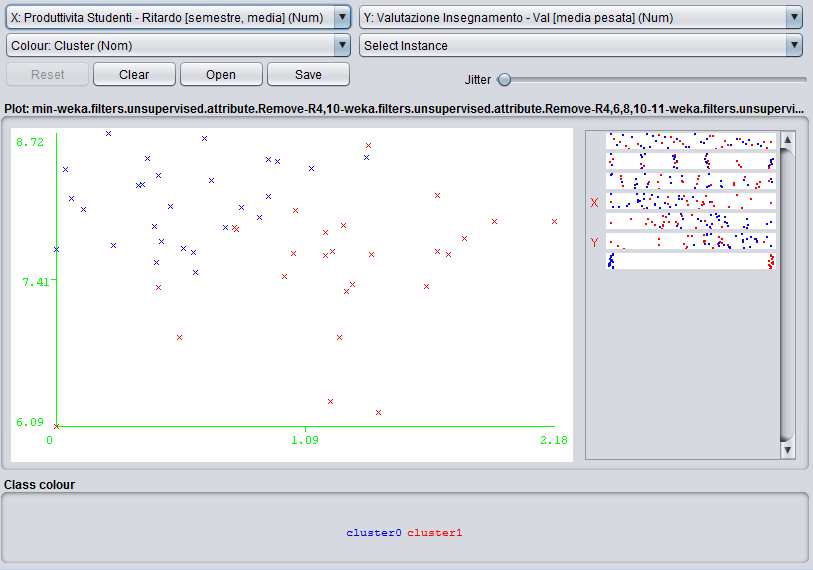 X: Produttivita Studenti - Ritardo [semestre, media] (Num) Y: Valutazione Insegnamento - Val [media pesata] (Num)
Colour: Cluster (Nom) Select Instance
Reset Clear Open Save Jitter
Plot: min-weka.filters.unsupervised.attribute.Remove-R4,10-weka.filters.unsupervised.attribute.Remove-R4,6,8,10-11-weka.filters.unsupervi...
8.72
X
Y
7.41
6.09
0 1.09 2.18
Class colour
cluster0 cluster1